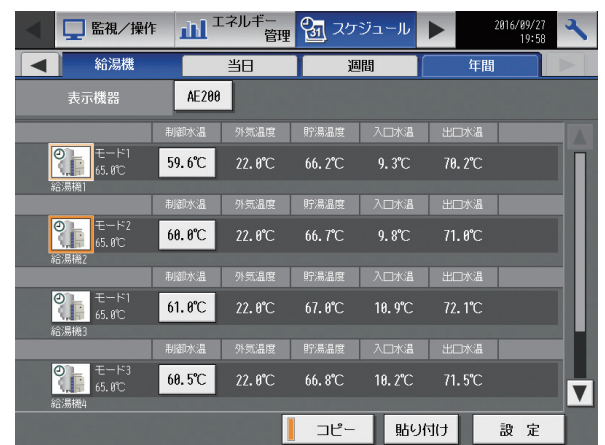 監視／操作 エネルギー管理 スケジュール 2016/09/27 19:58
給湯機 当日 週間 年間
表示機器 AE200
制御水温 外気温度 貯湯温度 入口水温 出口水温
モード1 65.0℃ 59.6℃ 22.0℃ 66.2℃ 9.3℃ 70.2℃
給湯機1
制御水温 外気温度 貯湯温度 入口水温 出口水温
モード2 65.0℃ 60.0℃ 22.0℃ 66.7℃ 9.8℃ 71.0℃
給湯機2
制御水温 外気温度 貯湯温度 入口水温 出口水温
モード1 65.0℃ 61.0℃ 22.0℃ 67.0℃ 10.9℃ 72.1℃
給湯機3
制御水温 外気温度 貯湯温度 入口水温 出口水温
モード3 65.0℃ 60.5℃ 22.0℃ 66.8℃ 10.2℃ 71.5℃
給湯機4
コピー 貼り付け 設 定